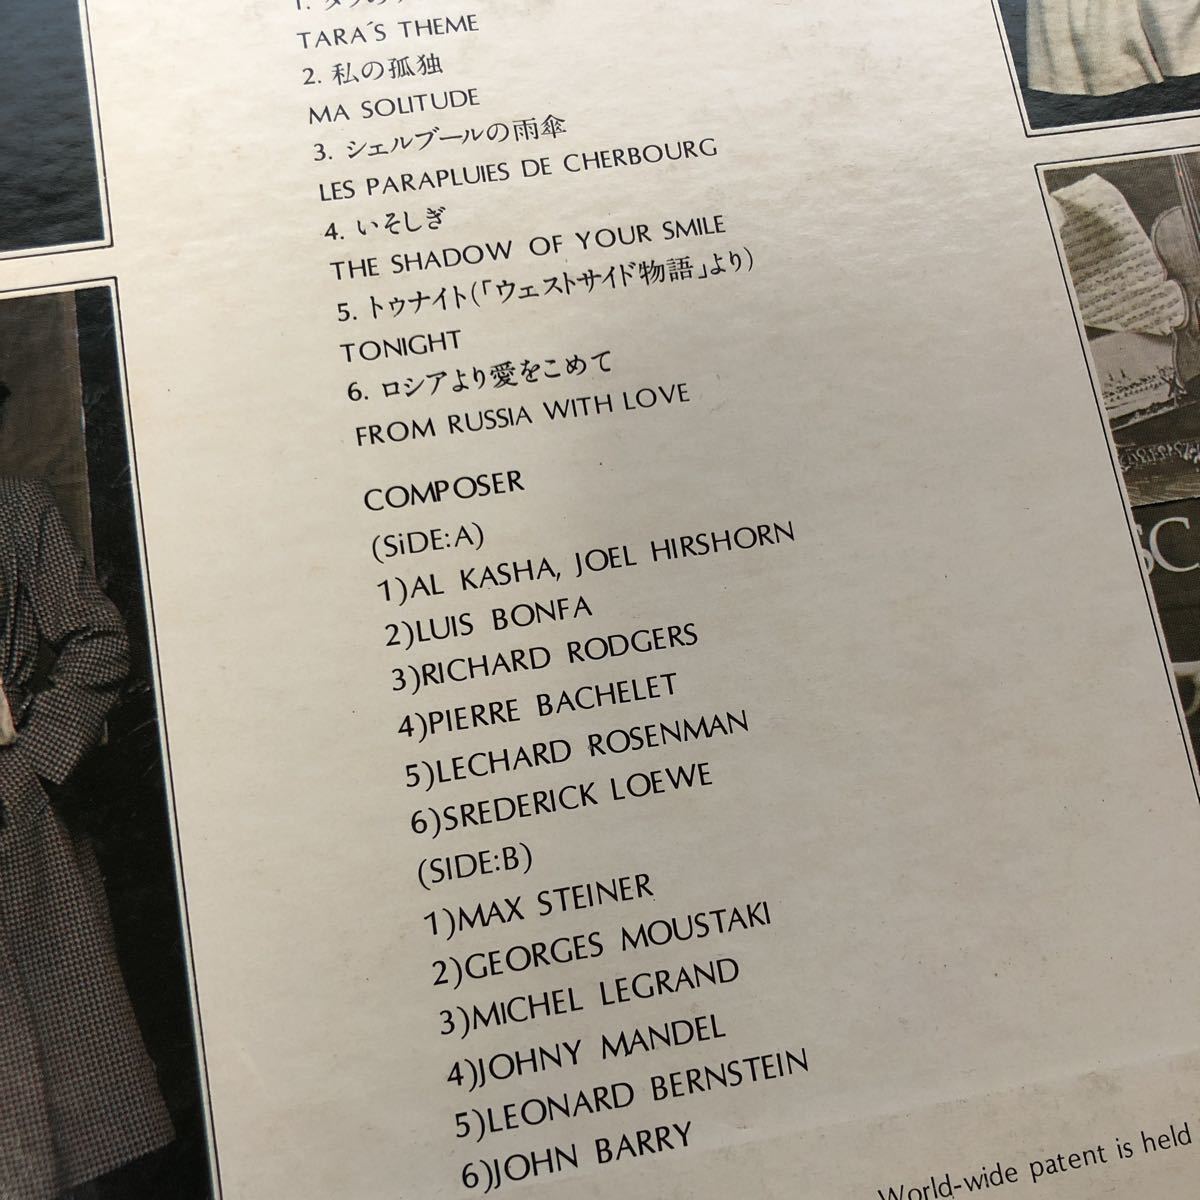 1. タラの
TARA´S THEME
2. 私の孤独
MA SOLITUDE
3. シェルブールの雨傘
LES PARAPLUIES DE CHERBOURG
4. いそしぎ
THE SHADOW OF YOUR SMILE
5. トゥナイト(「ウェストサイド物語」より)
TONIGHT
6. ロシアより愛をこめて
FROM RUSSIA WITH LOVE
COMPOSER
(SiDE:A)
1)AL KASHA, JOEL HIRSHORN
2)LUIS BONFA
3)RICHARD RODGERS
4)PIERRE BACHELET
5)LECHARD ROSENMAN
6)SREDERICK LOEWE
(SIDE:B)
1)MAX STEINER
2)GEORGES MOUSTAKI
3)MICHEL LEGRAND
4)JOHNY MANDEL
5)LEONARD BERNSTEIN
6)JOHN BARRY
World-wide patent is held
SC